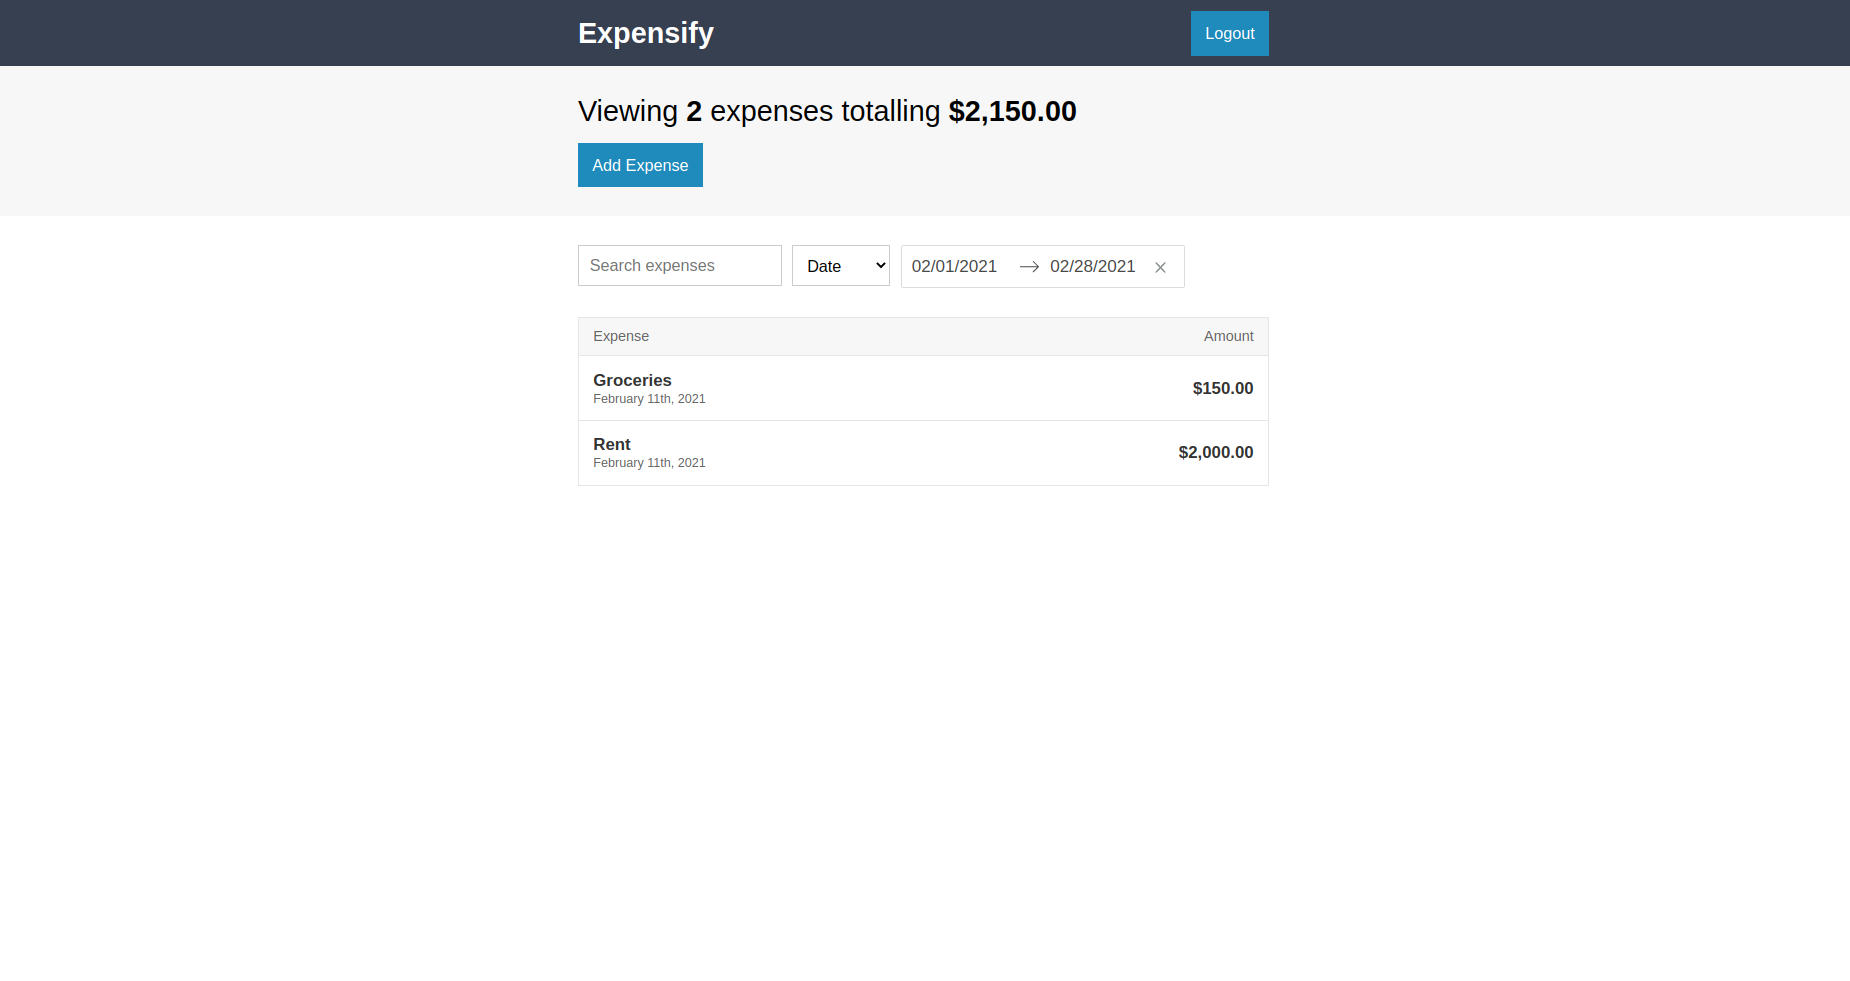 Expensify
Logout
Viewing 2 expenses totalling $2,150.00
Add Expense
Search expenses
Date
02/01/2021
02/28/2021
Expense
Amount
Groceries
February 11th, 2021
$150.00
Rent
February 11th, 2021
$2,000.00